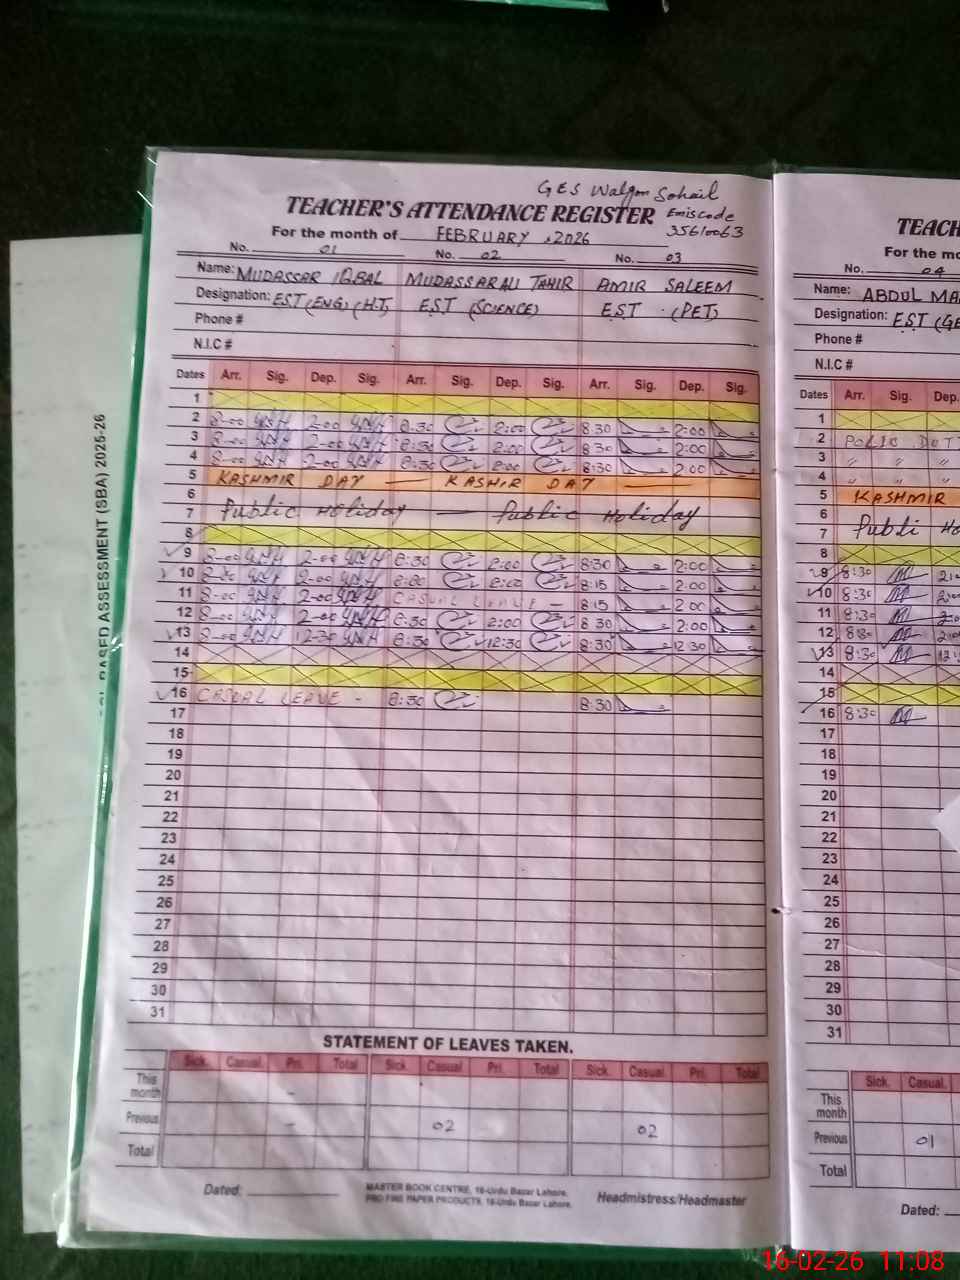 GES Walgon Sohail
TEACHER'S ATTENDANCE REGISTER Emiscode
For the month of FEBRUARY, 2026 35610063
No. 01 No. 02 No. 03
Name: MUDASSAR IQBAL MUDASSAR ALI TAHIR AMIR SALEEM
Designation: EST (ENG) (H.T) EST (SCIENCE) EST (PET)
Phone #
N.I.C #
Dates Arr. Sig. Dep. Sig. Arr. Sig. Dep. Sig. Arr. Sig. Dep. Sig.
1
2 8-00 2-00 8:30 2:00 8.30 2:00
3 8-00 2-00 8:30 2:00 8 30 2:00
4 8-00 2-00 8:30 2:00 8:30 2:00
5 KASHMIR DAY — KASHIR DAY —
6
7 Public Holiday — Public Holiday
8
9 8-00 2-00 8:30 2:00 8:30 2:00
10 8-00 2-00 8:00 2:00 8:15 2:00
11 8-00 2-00 CASUAL LEAVE - 8:15 2 00
12 8-00 2-00 8:30 2:00 8 30 2:00
13 8-00 12-30 8:30 12:30 8:30 12 30
14
15
16 CASUAL LEAVE - 8:30 8:30
17
18
19
20
21
22
23
24
25
26
27
28
29
30
31
STATEMENT OF LEAVES TAKEN.
Sick. Casual. Pri. Total Sick. Casual Pri. Total Sick. Casual. Pri. Total
This month -
Previous - 02 02
Total
Dated:
MASTER BOOK CENTRE, 16-Urdu Bazar Lahore.
PRO FINE PAPER PRODUCTS, 16-Urdu Bazar Lahore.
Headmistress/Headmaster
BASED ASSESSMENT (SBA) 2025-26
TEACH
For the mo
No. 04
Name: ABDUL MA
Designation: EST (GE
Phone #
N.I.C #
Dates Arr. Sig. Dep.
1
2 POLIO DUT
3 〃 〃 〃
4 〃 〃 〃
5 KASHMIR
6
7 Publi Ho
8
9 8:30 2:0
10 8:30 2:0
11 8:30 2:0
12 8:30 2:0
13 8:30 12:
14
15
16 8:30
17
18
19
20
21
22
23
24
25
26
27
28
29
30
31
Sick. Casual.
This month
Previous 01
Total
Dated:
16-02-26 11:08